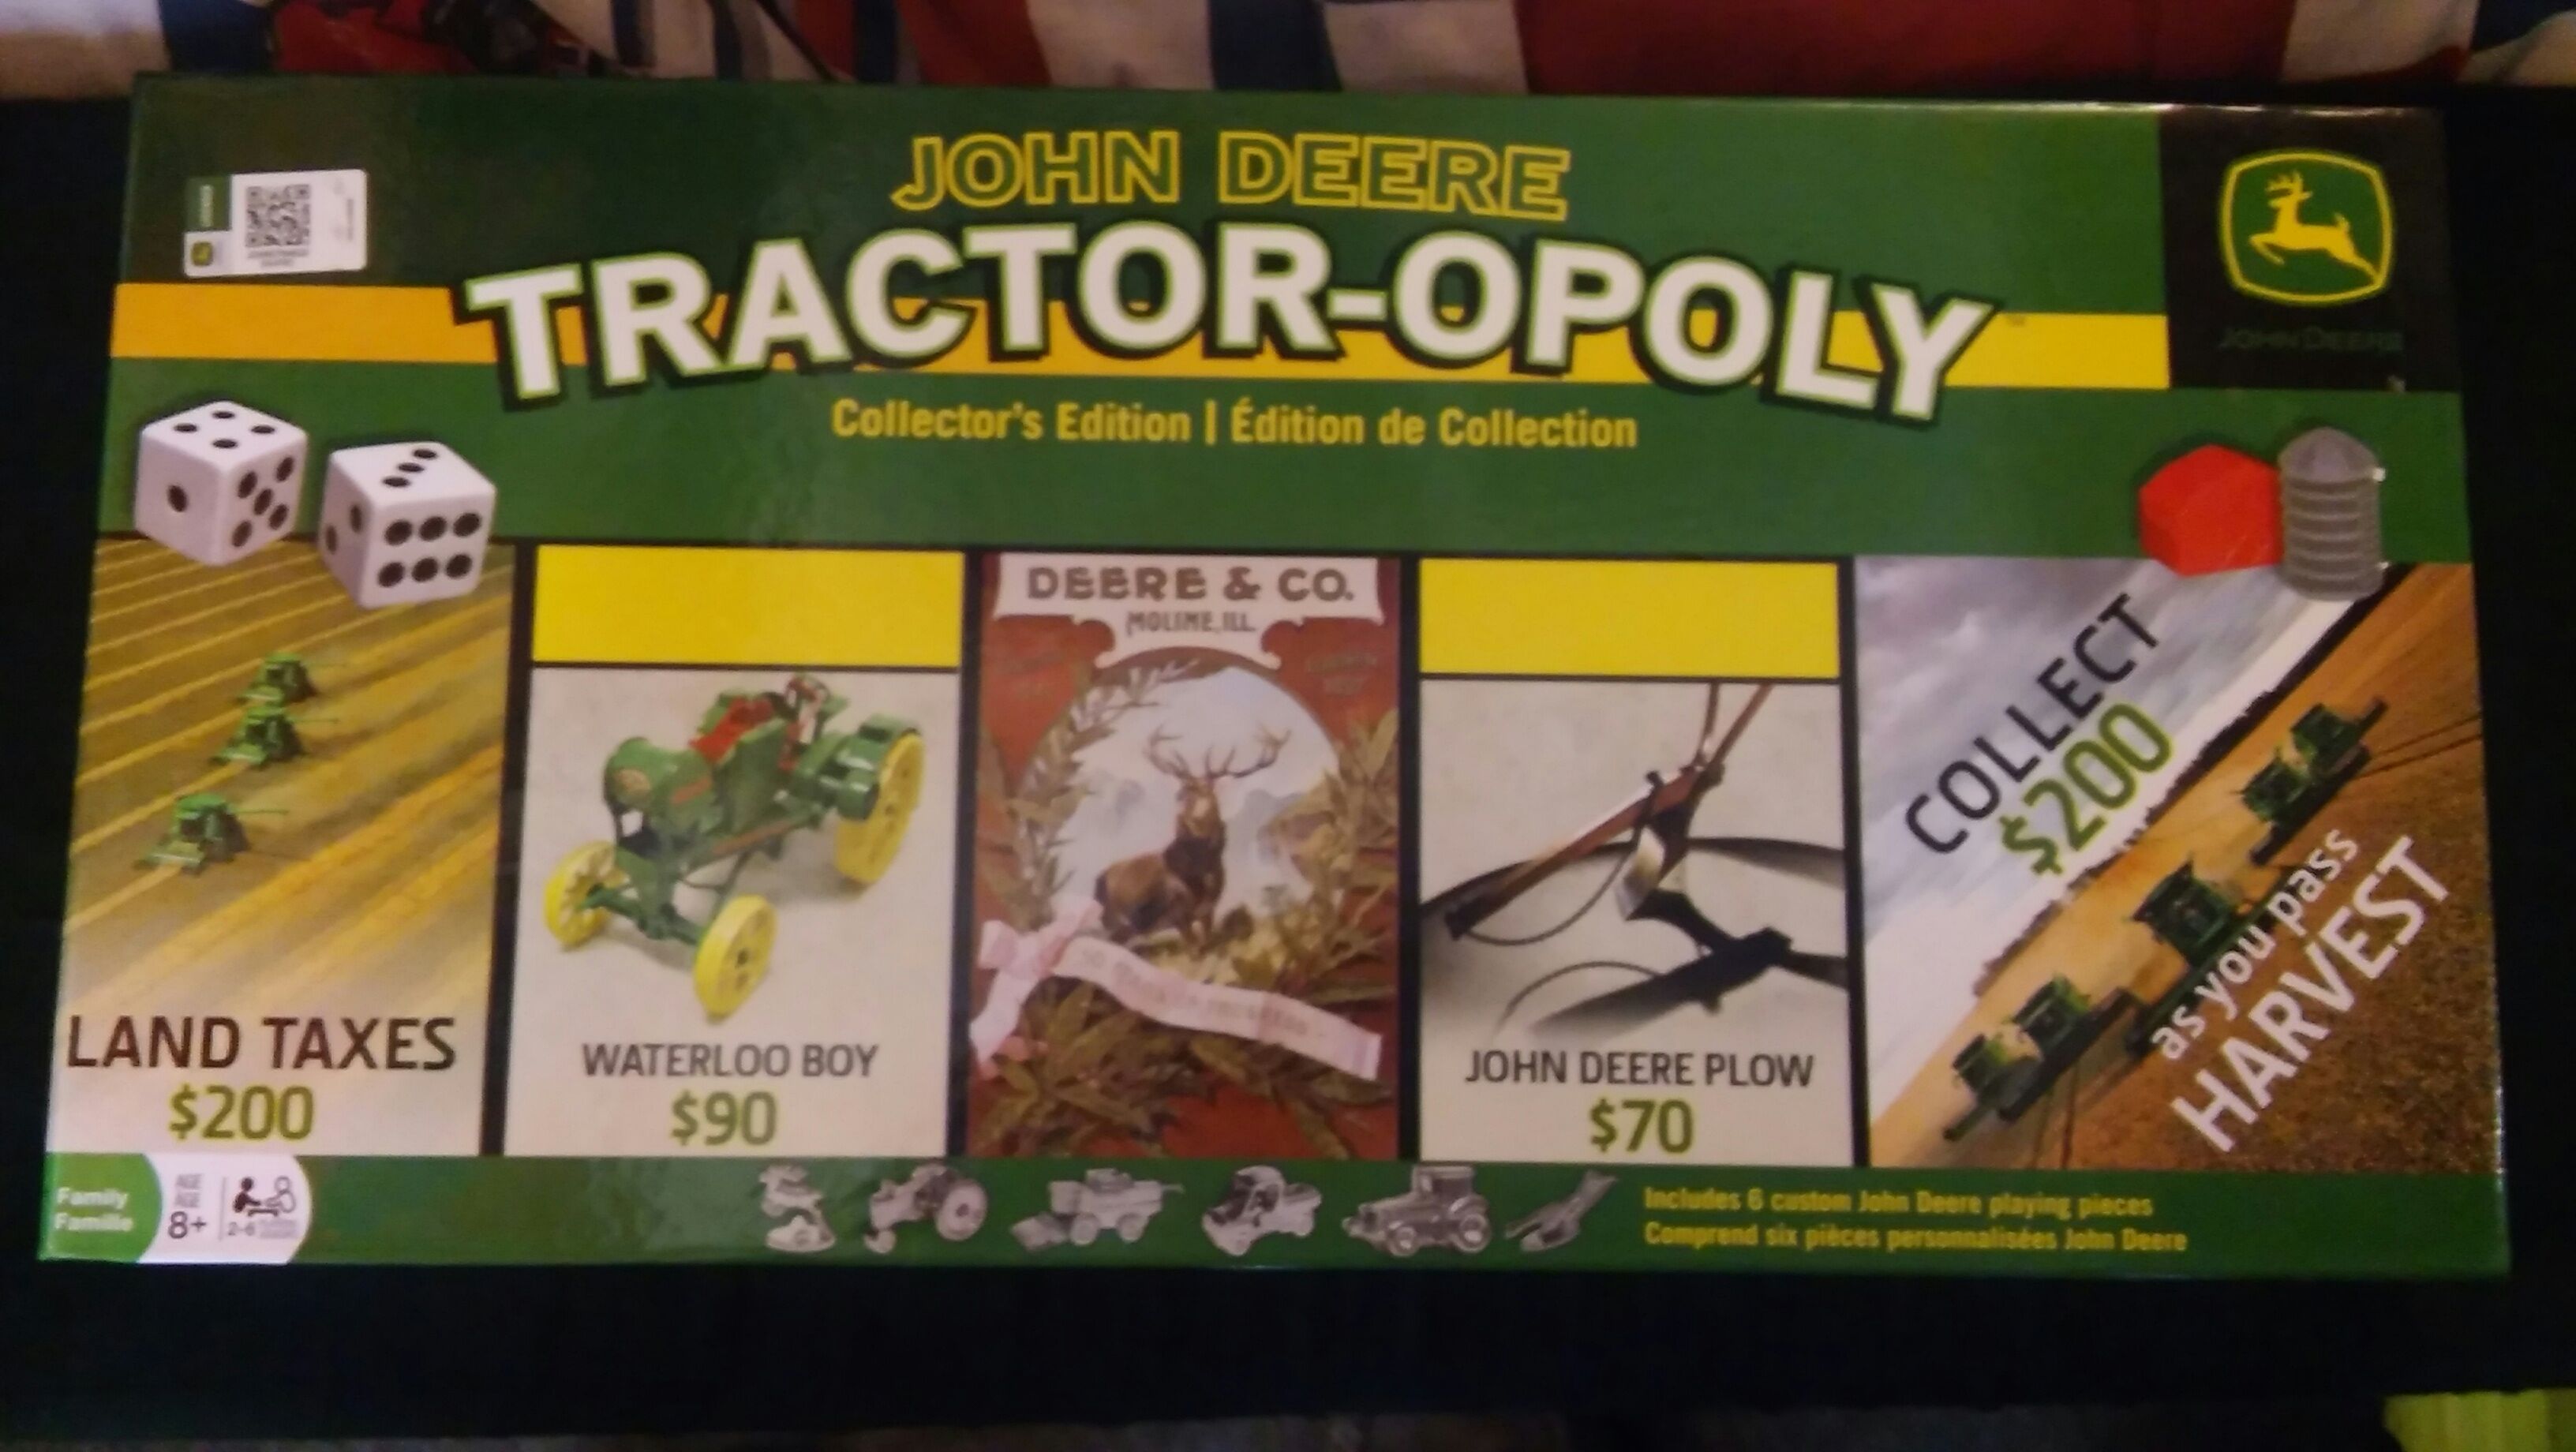 JOHN DEERE
TRACTOR-OPOLY
Collector's Edition | Édition de Collection
JOHN DEERE
LAND TAXES
$200
WATERLOO BOY
$90
DEERE & CO.
MOLINE, ILL.
JOHN DEERE PLOW
$70
COLLECT
$200
as you pass
HARVEST
Family
Famille
8+
2-6
Includes 6 custom John Deere playing pieces
Comprend six pièces personnalisées John Deere